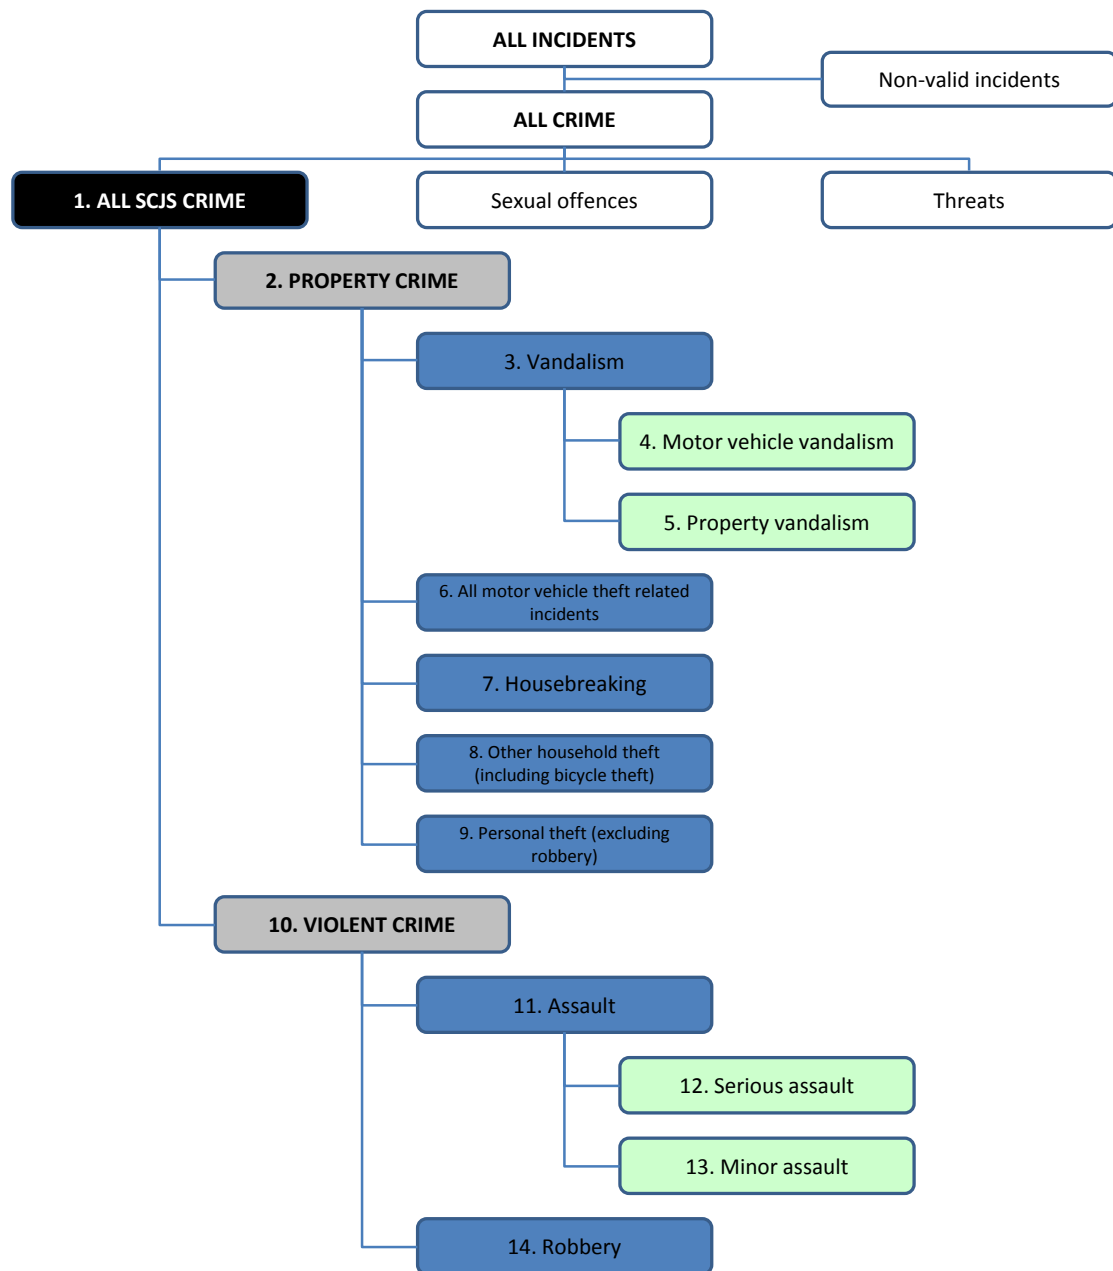 ALL INCIDENTS
Non-valid incidents
ALL CRIME
1. ALL SCJS CRIME
Sexual offences
Threats
2. PROPERTY CRIME
3. Vandalism
4. Motor vehicle vandalism
5. Property vandalism
6. All motor vehicle theft related
incidents
7. Housebreaking
8. Other household theft
(including bicycle theft)
9. Personal theft (excluding
robbery)
10. VIOLENT CRIME
11. Assault
12. Serious assault
13. Minor assault
14. Robbery